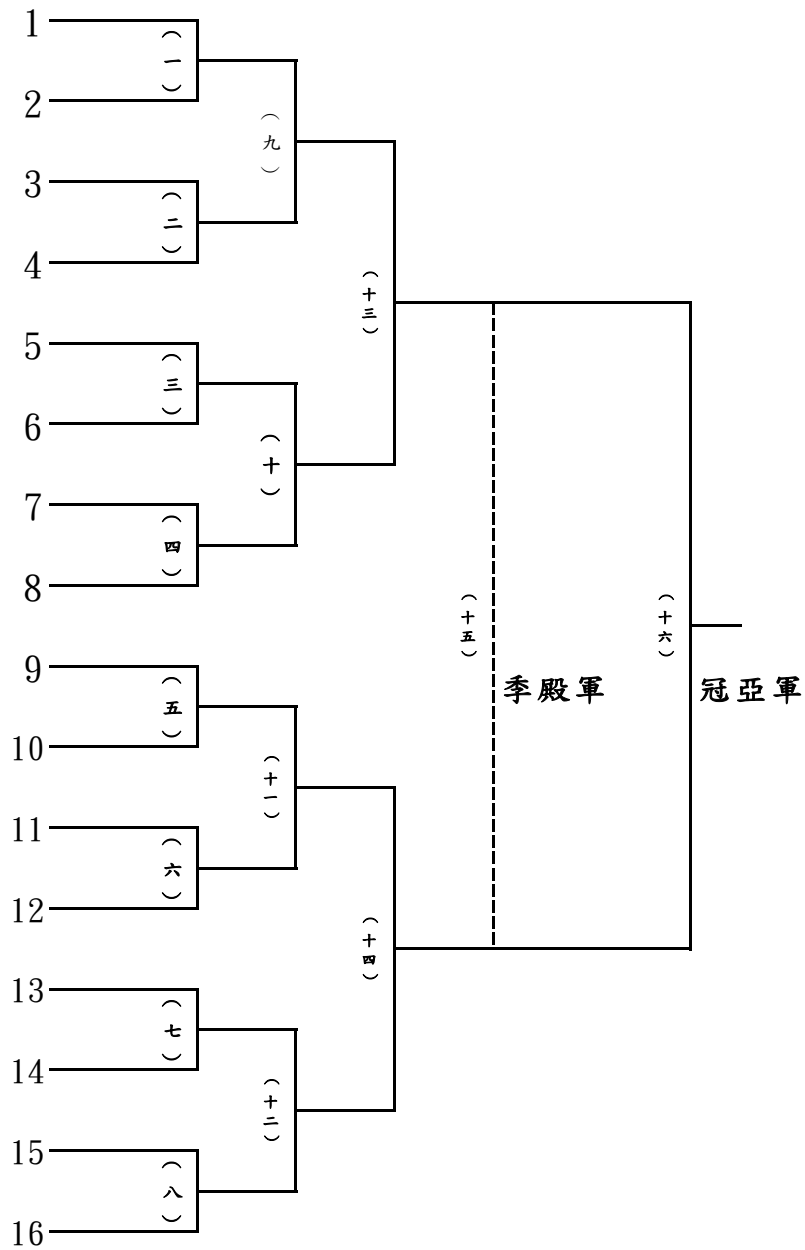 1
(一)
2
(九)
3
(二)
4
(十三)
5
(三)
6
(十)
7
(四)
8
(十五)
(十六)
9
季殿軍
冠亞軍
(五)
10
(十一)
11
(六)
12
(十四)
13
(七)
14
(十二)
15
(八)
16